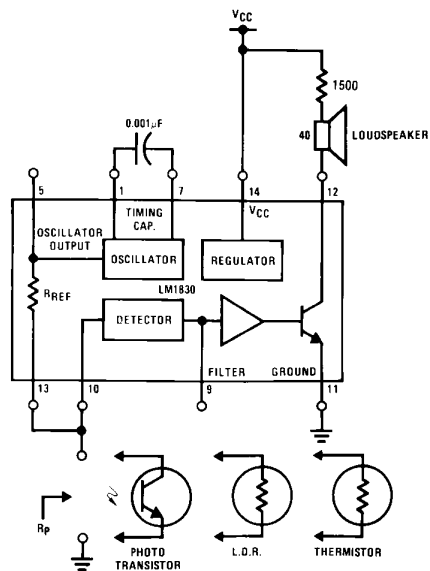 VCC
1500
40
LOUDSPEAKER
0.001μF
5
1
7
14
12
TIMING
CAP.
VCC
OSCILLATOR
OUTPUT
OSCILLATOR
REGULATOR
LM1830
RREF
DETECTOR
FILTER
GROUND
13
10
9
11
RP
PHOTO
TRANSISTOR
L.D.R.
THERMISTOR